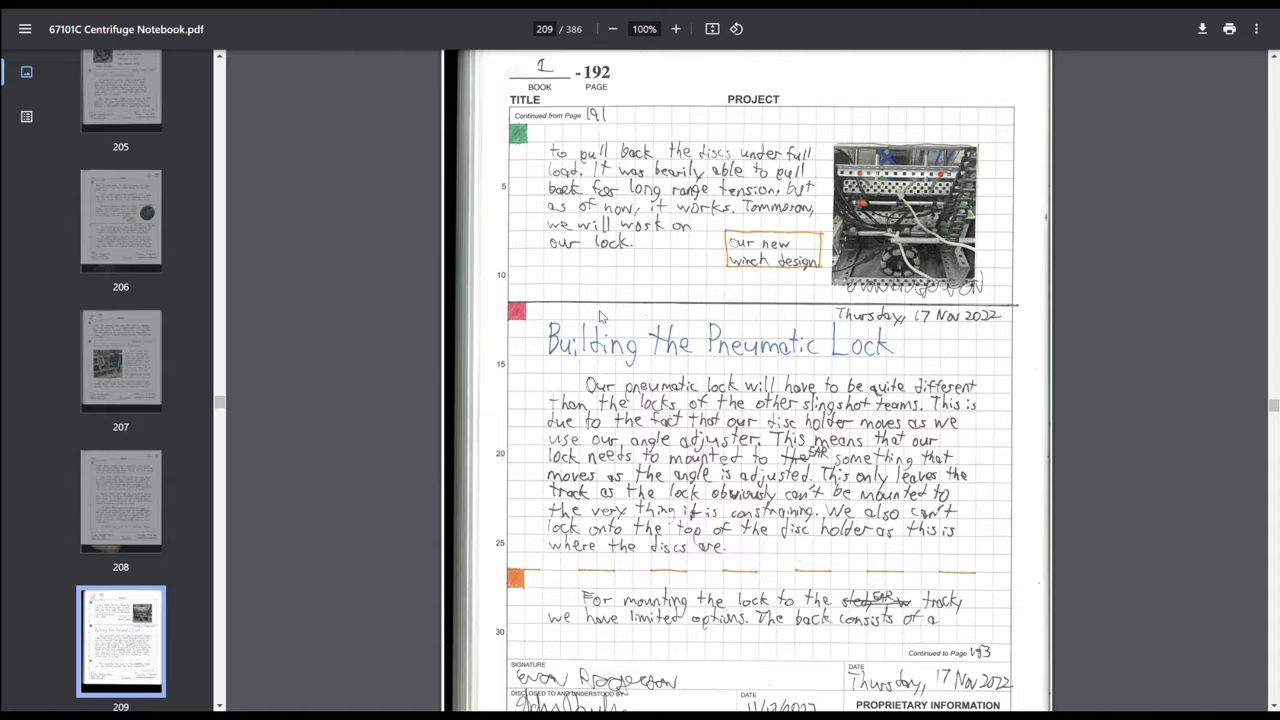 67101C Centrifuge Notebook.pdf
209 / 386
100%
205
206
207
208
209
1 -192
BOOK PAGE
TITLE PROJECT
Continued from Page 191
to pull back the discs under full
load. It was bearily able to pull
back for long range tension, but
as of now, it works. Tommorow,
we will work on
our lock.
our new
winch design
5
10
Thursday, 17 Nov 2022
Building the Pneumatic Lock
15
Our pneumatic lock will have to be quite different
than the locks of the other slingshot teams. This is
due to the fact that our disc holder moves as we
use our angle adjuster. This means that our
20
lock needs to mounted to the EAR something that
moves as the angle is adjusted. This only leaves the
track as the lock obviously can't be mounted to
the very thing it is constraining. We also can't
lock onto the top of the disc holder as this is
25
where the discs are.
For mounting the lock to the EAR track,
we have limited options. The back consists of a
30
Continued to Page 193
SIGNATURE
DATE
Thursday, 17 Nov 2022
DISCLOSED TO AND UNDERSTOOD BY
DATE
11/17/2022
PROPRIETARY INFORMATION